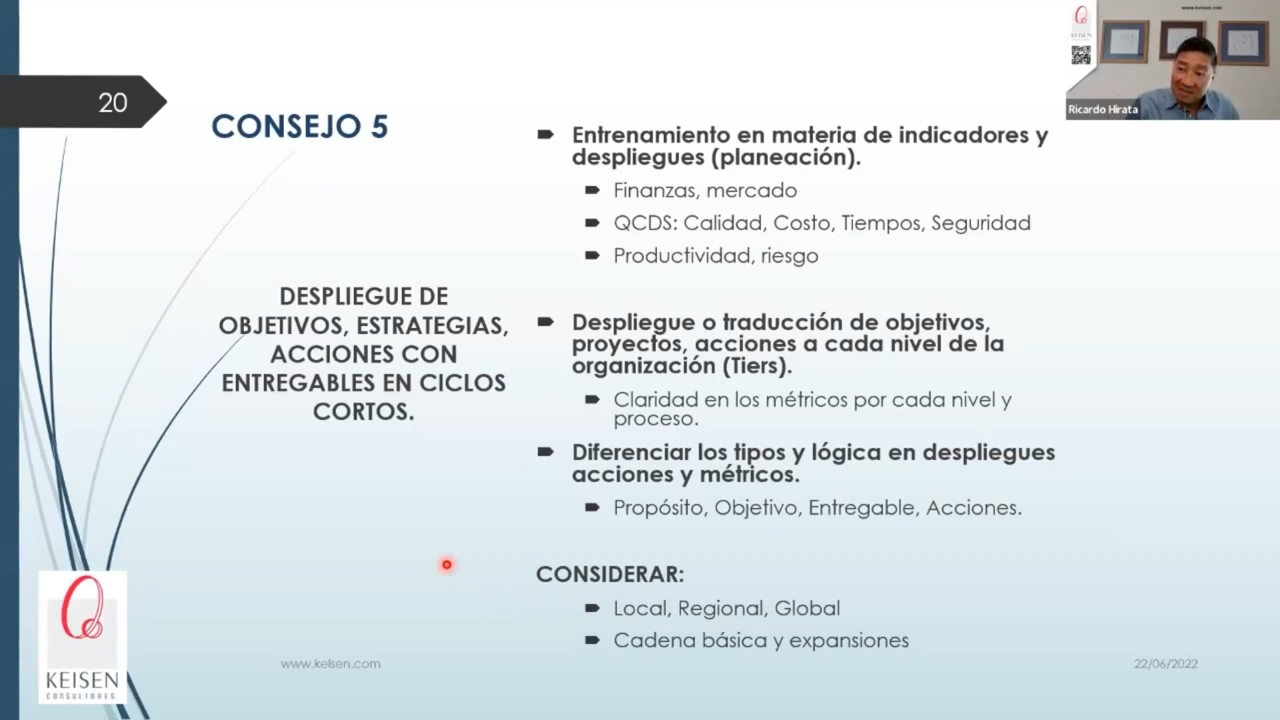 www.keisen.com
KEISEN
Ricardo Hirata
20
CONSEJO 5
DESPLIEGUE DE
OBJETIVOS, ESTRATEGIAS,
ACCIONES CON
ENTREGABLES EN CICLOS
CORTOS.
Entrenamiento en materia de indicadores y
despliegues (planeación).
Finanzas, mercado
QCDS: Calidad, Costo, Tiempos, Seguridad
Productividad, riesgo
Despliegue o traducción de objetivos,
proyectos, acciones a cada nivel de la
organización (Tiers).
Claridad en los métricos por cada nivel y
proceso.
Diferenciar los tipos y lógica en despliegues
acciones y métricos.
Propósito, Objetivo, Entregable, Acciones.
CONSIDERAR:
Local, Regional, Global
Cadena básica y expansiones
KEISEN
CONSULTORES
www.keisen.com
22/06/2022